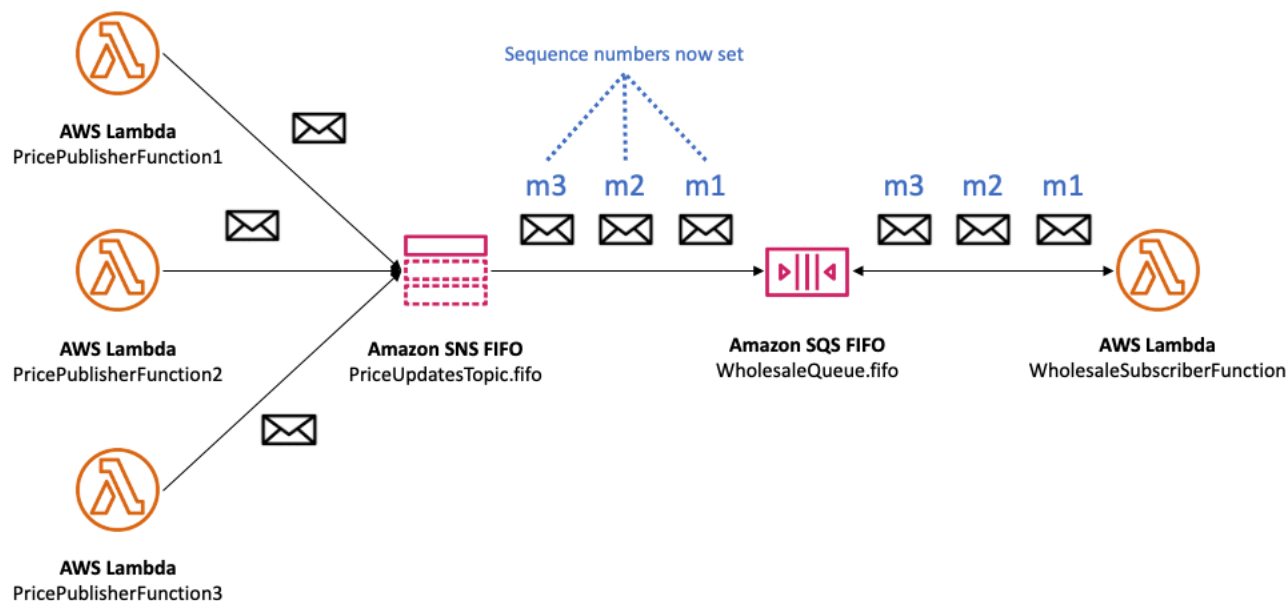 Sequence numbers now set
AWS Lambda
PricePublisherFunction1
m3 m2 m1
m3 m2 m1
AWS Lambda
PricePublisherFunction2
Amazon SNS FIFO
PriceUpdatesTopic.fifo
Amazon SQS FIFO
WholesaleQueue.fifo
AWS Lambda
WholesaleSubscriberFunction
AWS Lambda
PricePublisherFunction3